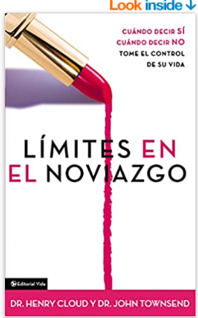 Look inside
CUÁNDO DECIR SÍ
CUÁNDO DECIR NO
TOME EL CONTROL
DE SU VIDA
LÍMITES EN
EL NOVIAZGO
Editorial Vida
DR. HENRY CLOUD Y DR. JOHN TOWNSEND